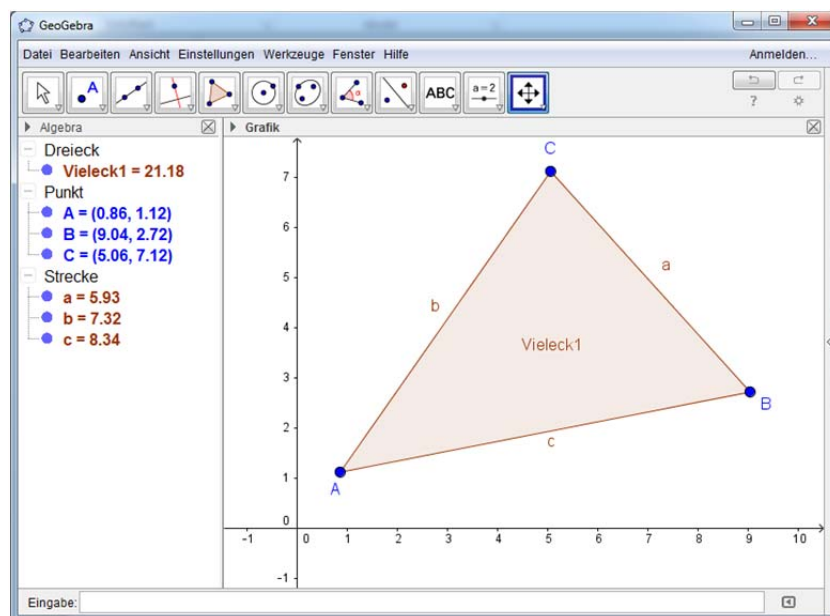 GeoGebra
Datei Bearbeiten Ansicht Einstellungen Werkzeuge Fenster Hilfe Anmelden...
A ABC a=2 ?
Algebra
Dreieck
Vieleck1 = 21.18
Punkt
A = (0.86, 1.12)
B = (9.04, 2.72)
C = (5.06, 7.12)
Strecke
a = 5.93
b = 7.32
c = 8.34
Grafik
C
7
6
5
a
b
4
Vieleck1
3
B
2
c
1
A
0
-1 0 1 2 3 4 5 6 7 8 9 10
-1
Eingabe: